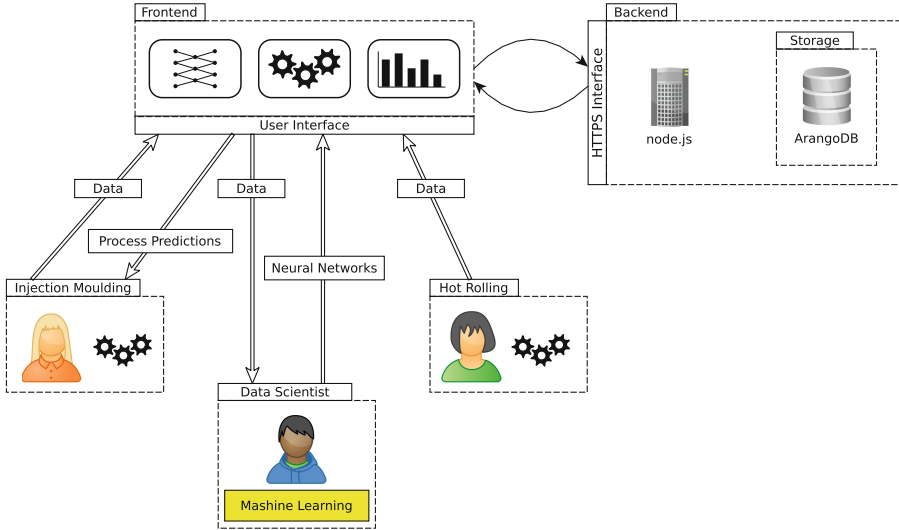 Frontend
Backend
Storage
HTTPS Interface
node.js
ArangoDB
User Interface
Data
Data
Data
Process Predictions
Neural Networks
Injection Moulding
Hot Rolling
Data Scientist
Mashine Learning